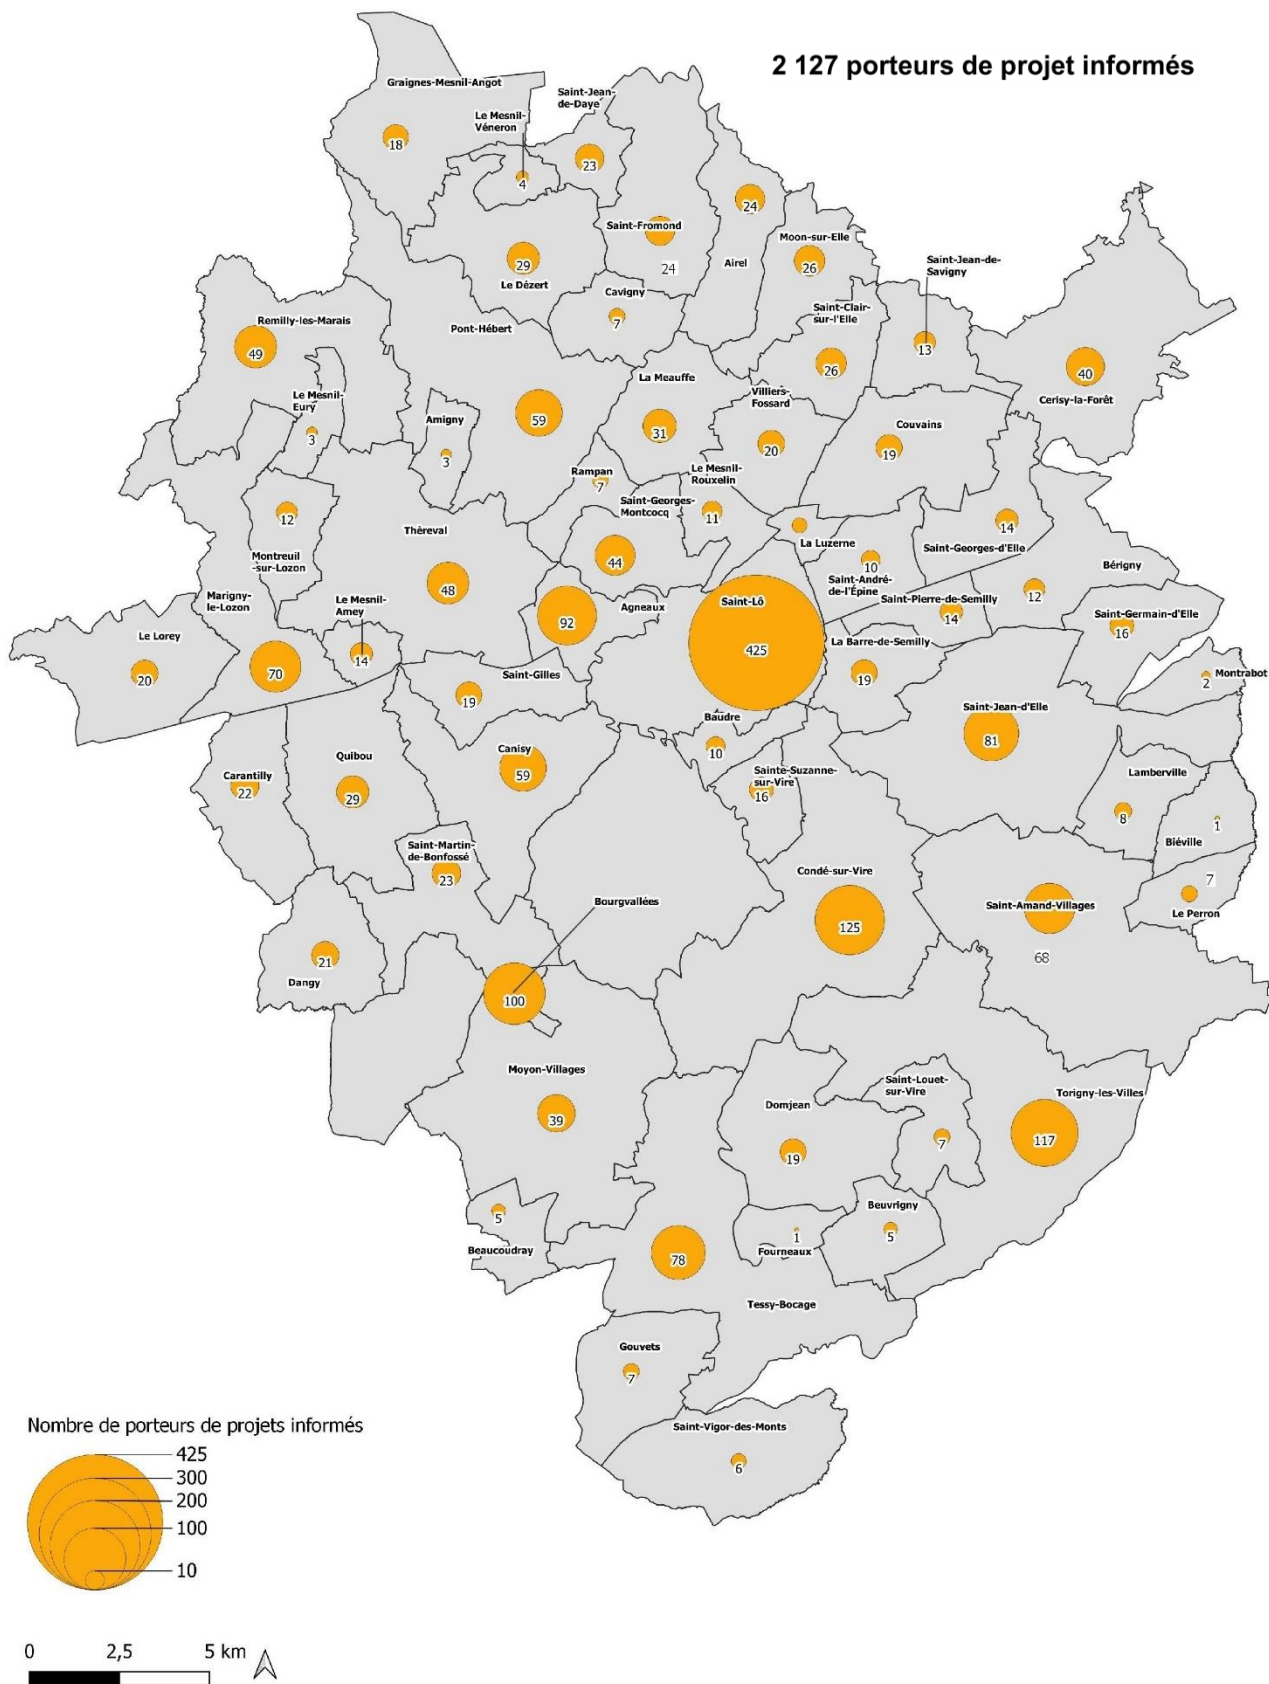 2 127 porteurs de projet informés
Graignes-Mesnil-Angot
18
Saint-Jean-
de-Daye
23
Le Mesnil-
Véneron
4
24
Saint-Fromond
24
Airel
Moon-sur-Elle
26
29
Le Dézert
Cavigny
7
Saint-Jean-de-
Savigny
13
Saint-Clair-
sur-l'Elle
26
40
Cerisy-la-Forêt
Remilly-les-Marais
49
Pont-Hébert
59
La Meauffe
31
Villiers-
Fossard
20
Couvains
19
Le Mesnil-
Eury
3
Amigny
3
Rampan
7
Le Mesnil-
Rouxelin
11
Saint-Georges-
Montcocq
44
12
Montreuil
-sur-Lozon
Thèreval
48
La Luzerne
14
Saint-Georges-d'Elle
10
Saint-André-
de-l'Épine
Bérigny
12
Marigny-
le-Lozon
70
Le Mesnil-
Amey
14
Agneaux
92
Saint-Lô
425
Saint-Pierre-de-Semilly
14
Saint-Germain-d'Elle
16
Le Lorey
20
Saint-Gilles
19
La Barre-de-Semilly
19
Montrabot
2
Saint-Jean-d'Elle
81
Baudre
10
Canisy
59
Quibou
29
Carantilly
22
Sainte-Suzanne-
sur-Vire
16
Lamberville
8
1
Biéville
Saint-Martin-
de-Bonfossé
23
Condé-sur-Vire
125
7
Le Perron
Saint-Amand-Villages
68
Bourgvallées
100
21
Dangy
Moyon-Villages
39
Domjean
19
Saint-Louet-
sur-Vire
7
Torigny-les-Villes
117
5
Beaucoudray
Beuvrigny
5
1
Fourneaux
78
Tessy-Bocage
Gouvets
7
Saint-Vigor-des-Monts
6
Nombre de porteurs de projets informés
425
300
200
100
10
0 2,5 5 km